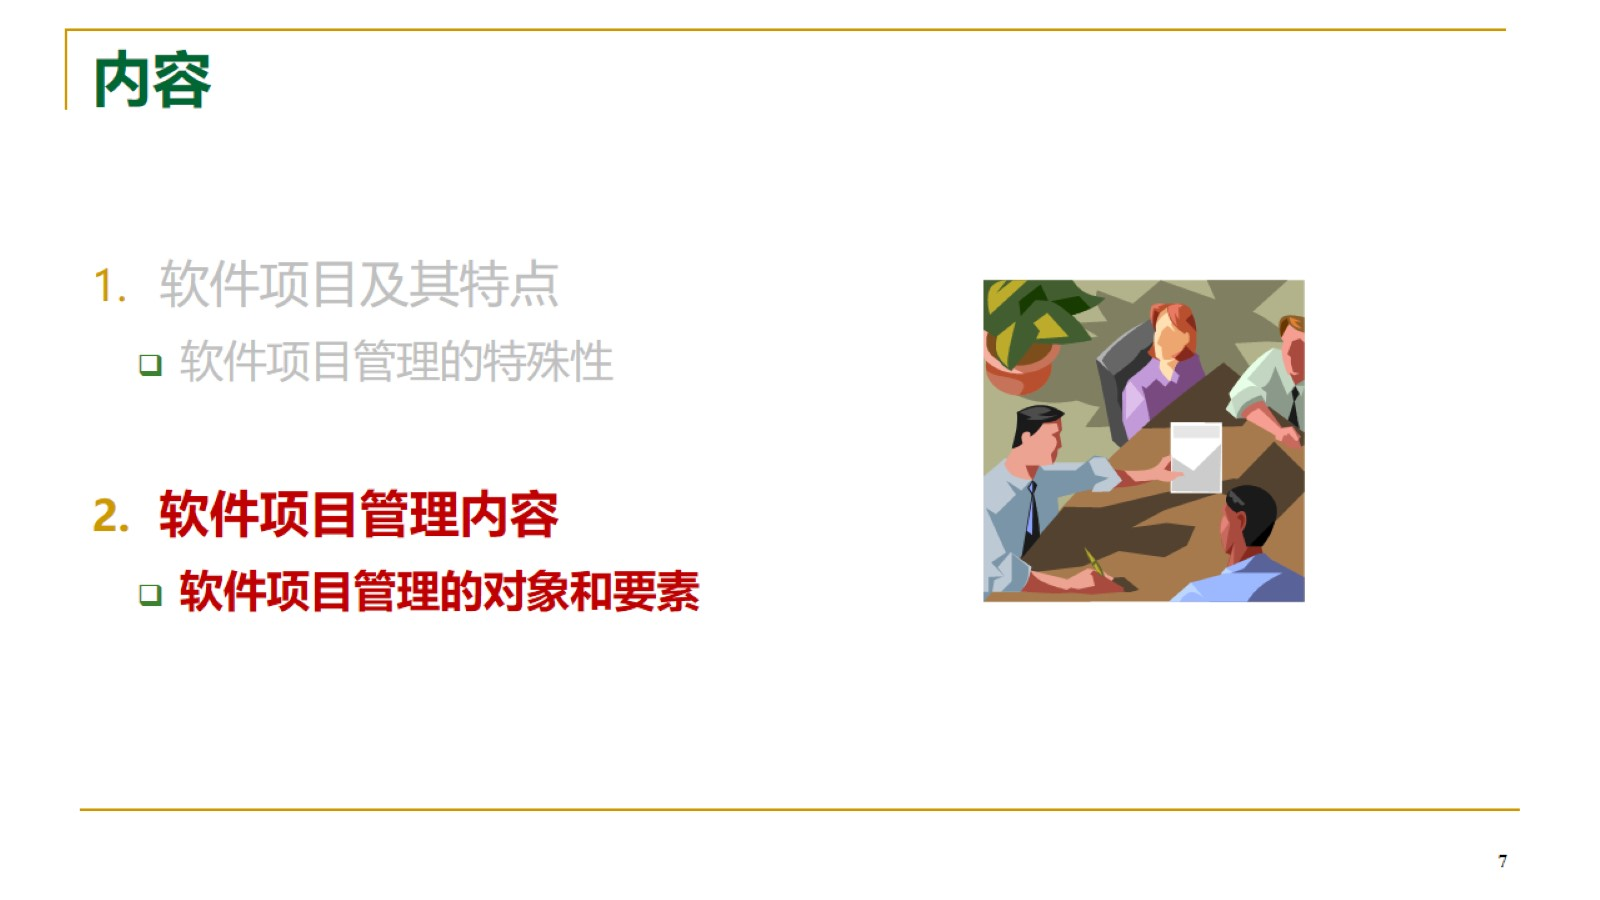 内容
1. 软件项目及其特点
❑ 软件项目管理的特殊性
2. 软件项目管理内容
❑ 软件项目管理的对象和要素
7